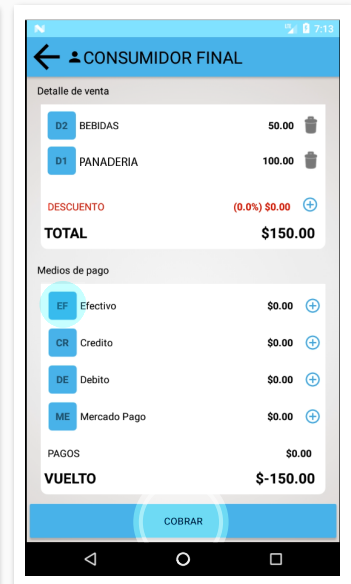 7:13
CONSUMIDOR FINAL
Detalle de venta
D2 BEBIDAS 50.00
D1 PANADERIA 100.00
DESCUENTO (0.0%) $0.00
TOTAL $150.00
Medios de pago
EF Efectivo $0.00
CR Credito $0.00
DE Debito $0.00
ME Mercado Pago $0.00
PAGOS $0.00
VUELTO $-150.00
COBRAR